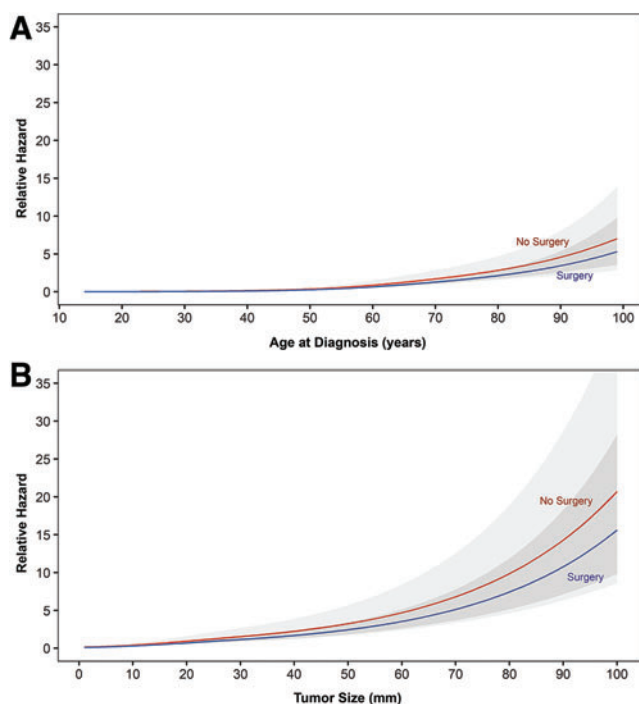 A
35
30
25
20
15
10
5
0
Relative Hazard
No Surgery
Surgery
10 20 30 40 50 60 70 80 90 100
Age at Diagnosis (years)
B
35
30
25
20
15
10
5
0
Relative Hazard
No Surgery
Surgery
0 10 20 30 40 50 60 70 80 90 100
Tumor Size (mm)